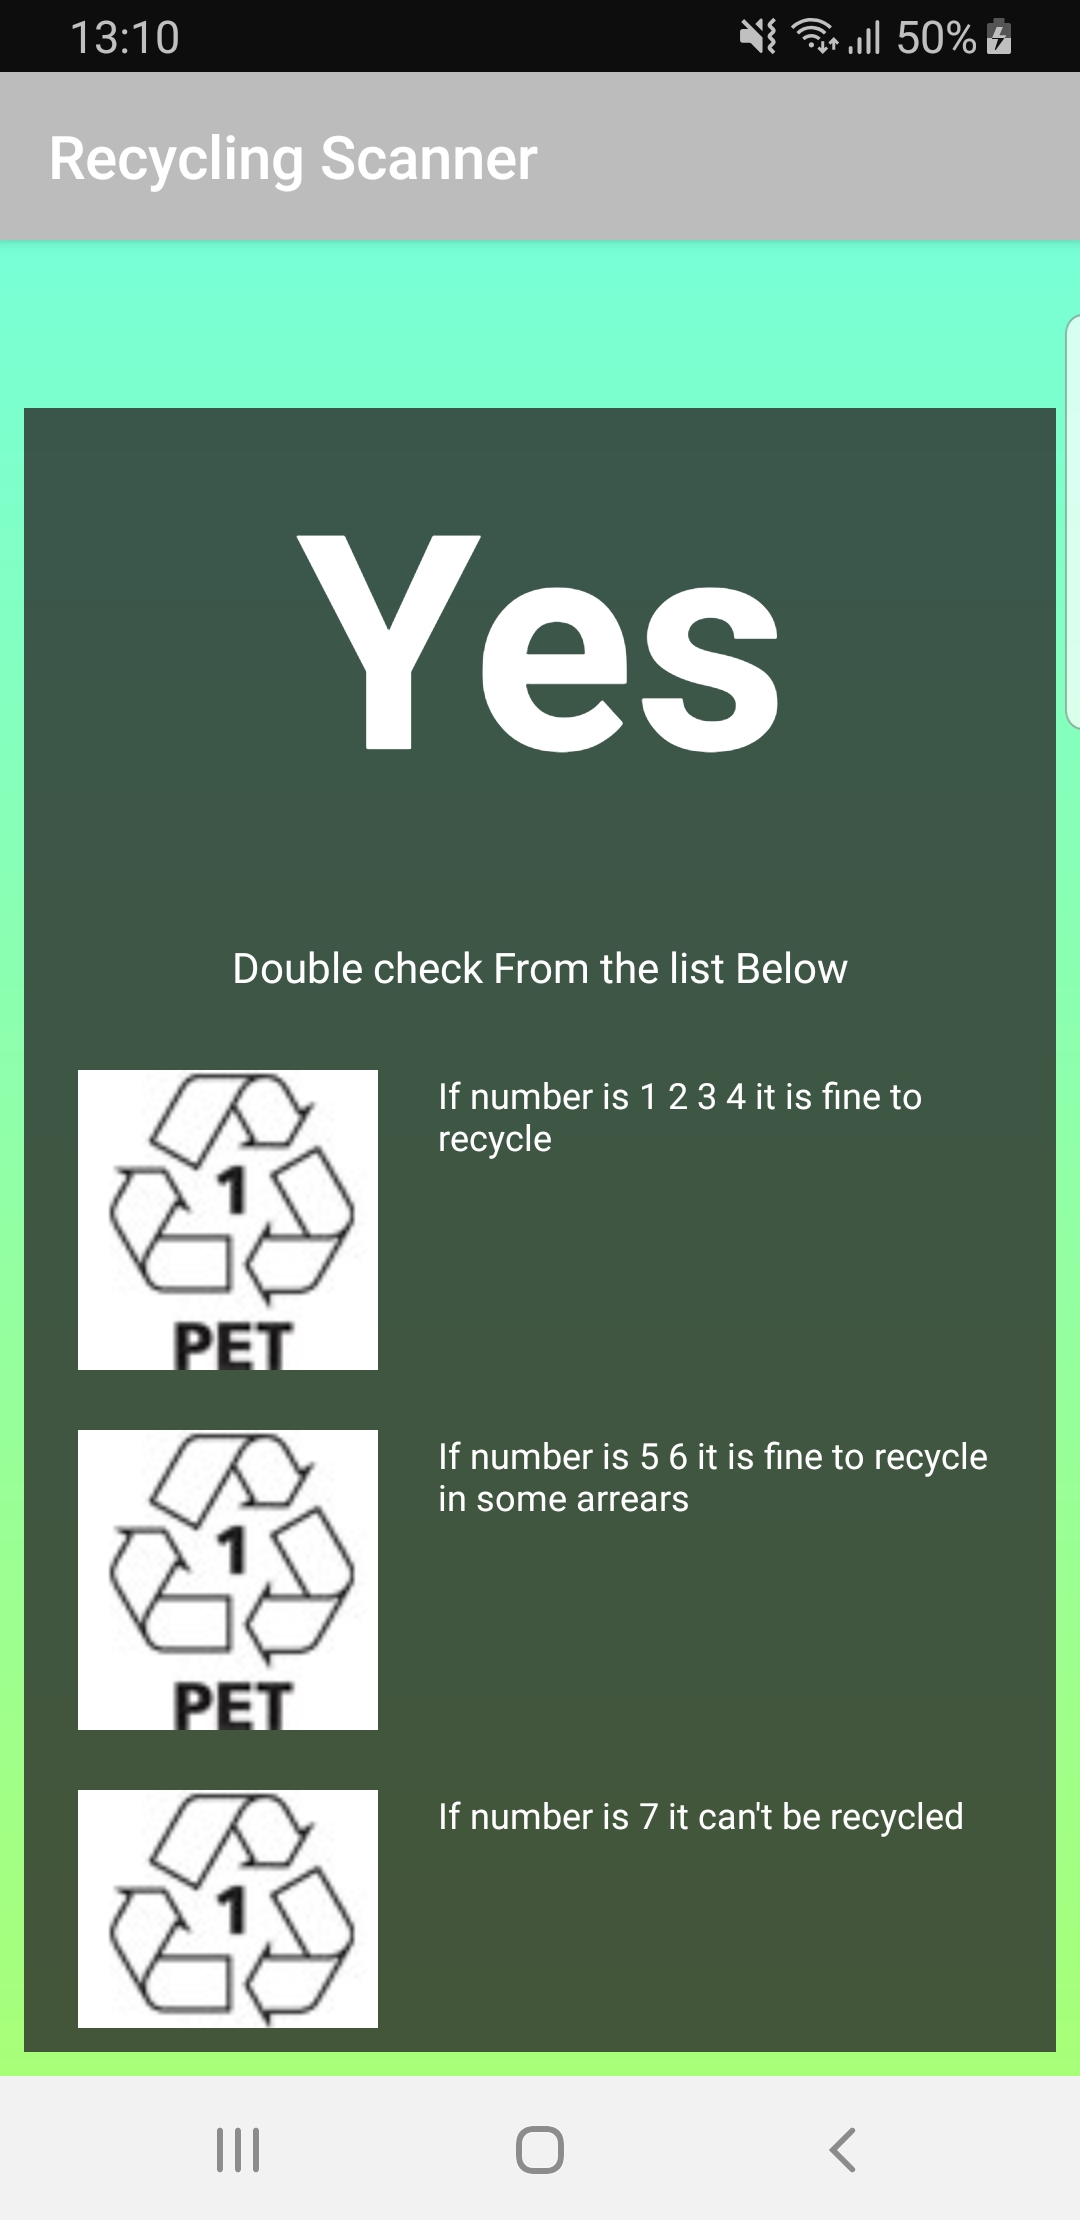 13:10
50%
Recycling Scanner
Yes
Double check From the list Below
1
PET
If number is 1 2 3 4 it is fine to
recycle
1
PET
If number is 5 6 it is fine to recycle
in some arrears
1
If number is 7 it can't be recycled